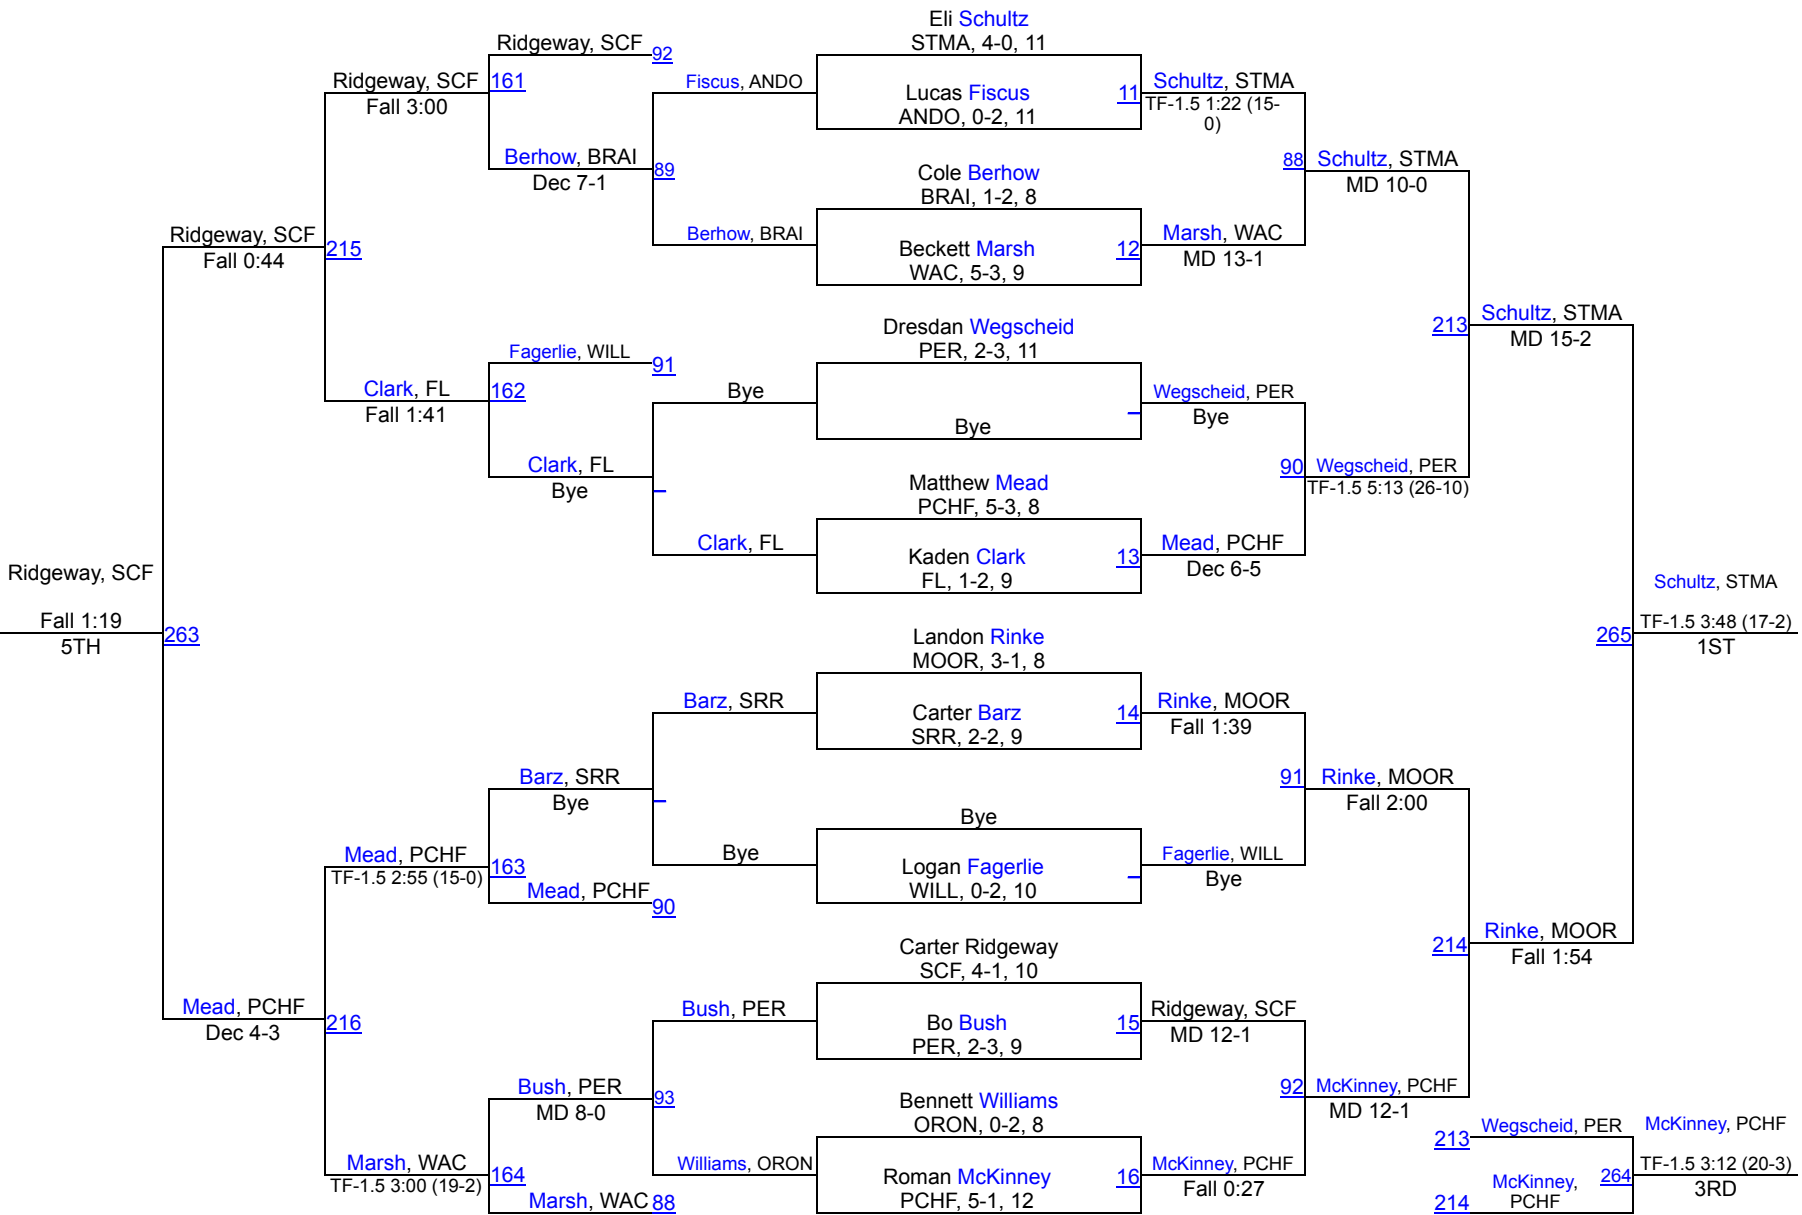 Eli Schultz
STMA, 4-0, 11
Lucas Fiscus
ANDO, 0-2, 11
11
Cole Berhow
BRAI, 1-2, 8
Beckett Marsh
WAC, 5-3, 9
12
Dresdan Wegscheid
PER, 2-3, 11
Bye
Matthew Mead
PCHF, 5-3, 8
Kaden Clark
FL, 1-2, 9
13
Landon Rinke
MOOR, 3-1, 8
Carter Barz
SRR, 2-2, 9
14
Bye
Logan Fagerlie
WILL, 0-2, 10
Carter Ridgeway
SCF, 4-1, 10
Bo Bush
PER, 2-3, 9
15
Bennett Williams
ORON, 0-2, 8
Roman McKinney
PCHF, 5-1, 12
16
Schultz, STMA
TF-1.5 1:22 (15-
0)
Marsh, WAC
MD 13-1
88
Wegscheid, PER
Bye
Mead, PCHF
Dec 6-5
90
Rinke, MOOR
Fall 1:39
Fagerlie, WILL
Bye
91
Ridgeway, SCF
MD 12-1
McKinney, PCHF
Fall 0:27
92
Schultz, STMA
MD 10-0
Wegscheid, PER
TF-1.5 5:13 (26-10)
213
Rinke, MOOR
Fall 2:00
McKinney, PCHF
MD 12-1
214
Schultz, STMA
MD 15-2
Rinke, MOOR
Fall 1:54
265
Schultz, STMA
TF-1.5 3:48 (17-2)
1ST
213
Wegscheid, PER
214
McKinney,
PCHF
264
McKinney, PCHF
TF-1.5 3:12 (20-3)
3RD
Fiscus, ANDO
Berhow, BRAI
89
Bye
Clark, FL
Barz, SRR
Bye
Bush, PER
Williams, ORON
93
Ridgeway, SCF
92
Berhow, BRAI
Dec 7-1
161
Fagerlie, WILL
91
Clark, FL
Bye
162
Barz, SRR
Bye
163
Mead, PCHF
90
Bush, PER
MD 8-0
164
Marsh, WAC
88
Ridgeway, SCF
Fall 3:00
Clark, FL
Fall 1:41
215
Mead, PCHF
TF-1.5 2:55 (15-0)
Marsh, WAC
TF-1.5 3:00 (19-2)
216
Ridgeway, SCF
Fall 0:44
Mead, PCHF
Dec 4-3
263
Ridgeway, SCF
Fall 1:19
5TH